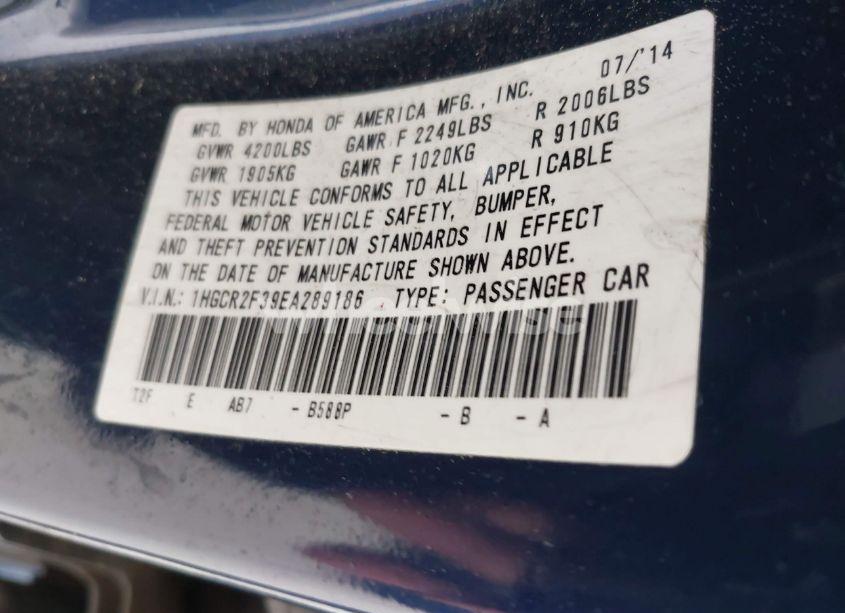 MFD. BY HONDA OF AMERICA MFG., INC. 07/'14
GVWR 4200LBS GAWR F 2249LBS R 2006LBS
GVWR 1905KG GAWR F 1020KG R 910KG
THIS VEHICLE CONFORMS TO ALL APPLICABLE
FEDERAL MOTOR VEHICLE SAFETY, BUMPER,
AND THEFT PREVENTION STANDARDS IN EFFECT
ON THE DATE OF MANUFACTURE SHOWN ABOVE.
V.I.N.: 1HGCR2F39EA289186 TYPE: PASSENGER CAR
T2F E AB7 - B588P - B - A